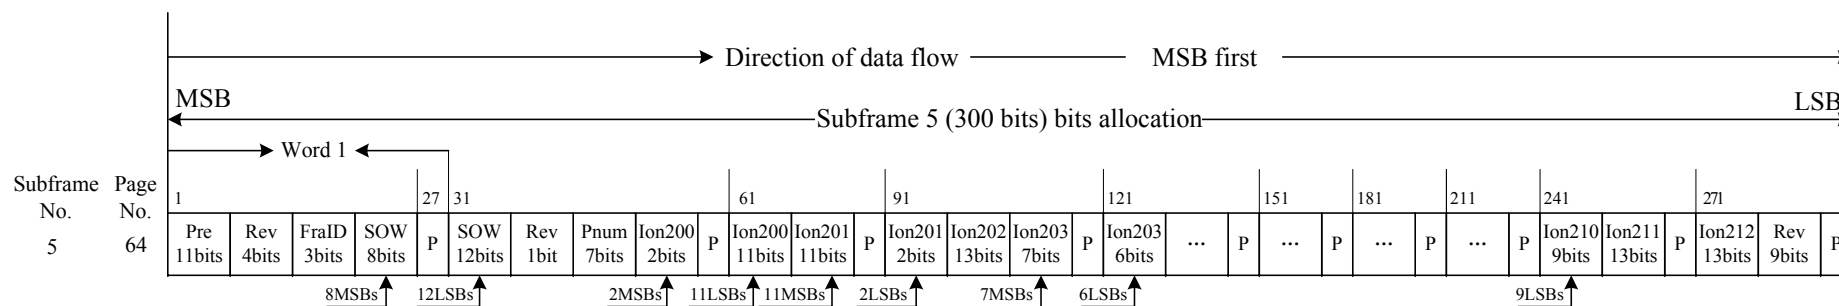 Direction of data flow MSB first
MSB LSB
Subframe 5 (300 bits) bits allocation
Word 1
Subframe Page
No. No.
1 27 31 61 91 121 151 181 211 241 271
5 64
Pre Rev FraID SOW P SOW Rev Pnum Ion200 P Ion200 Ion201 P Ion201 Ion202 Ion203 P Ion203 ... P ... P ... P ... P Ion210 Ion211 P Ion212 Rev P
11bits 4bits 3bits 8bits 12bits 1bit 7bits 2bits 11bits 11bits 2bits 13bits 7bits 6bits 9bits 13bits 13bits 9bits
8MSBs 12LSBs 2MSBs 11LSBs 11MSBs 2LSBs 7MSBs 6LSBs 9LSBs